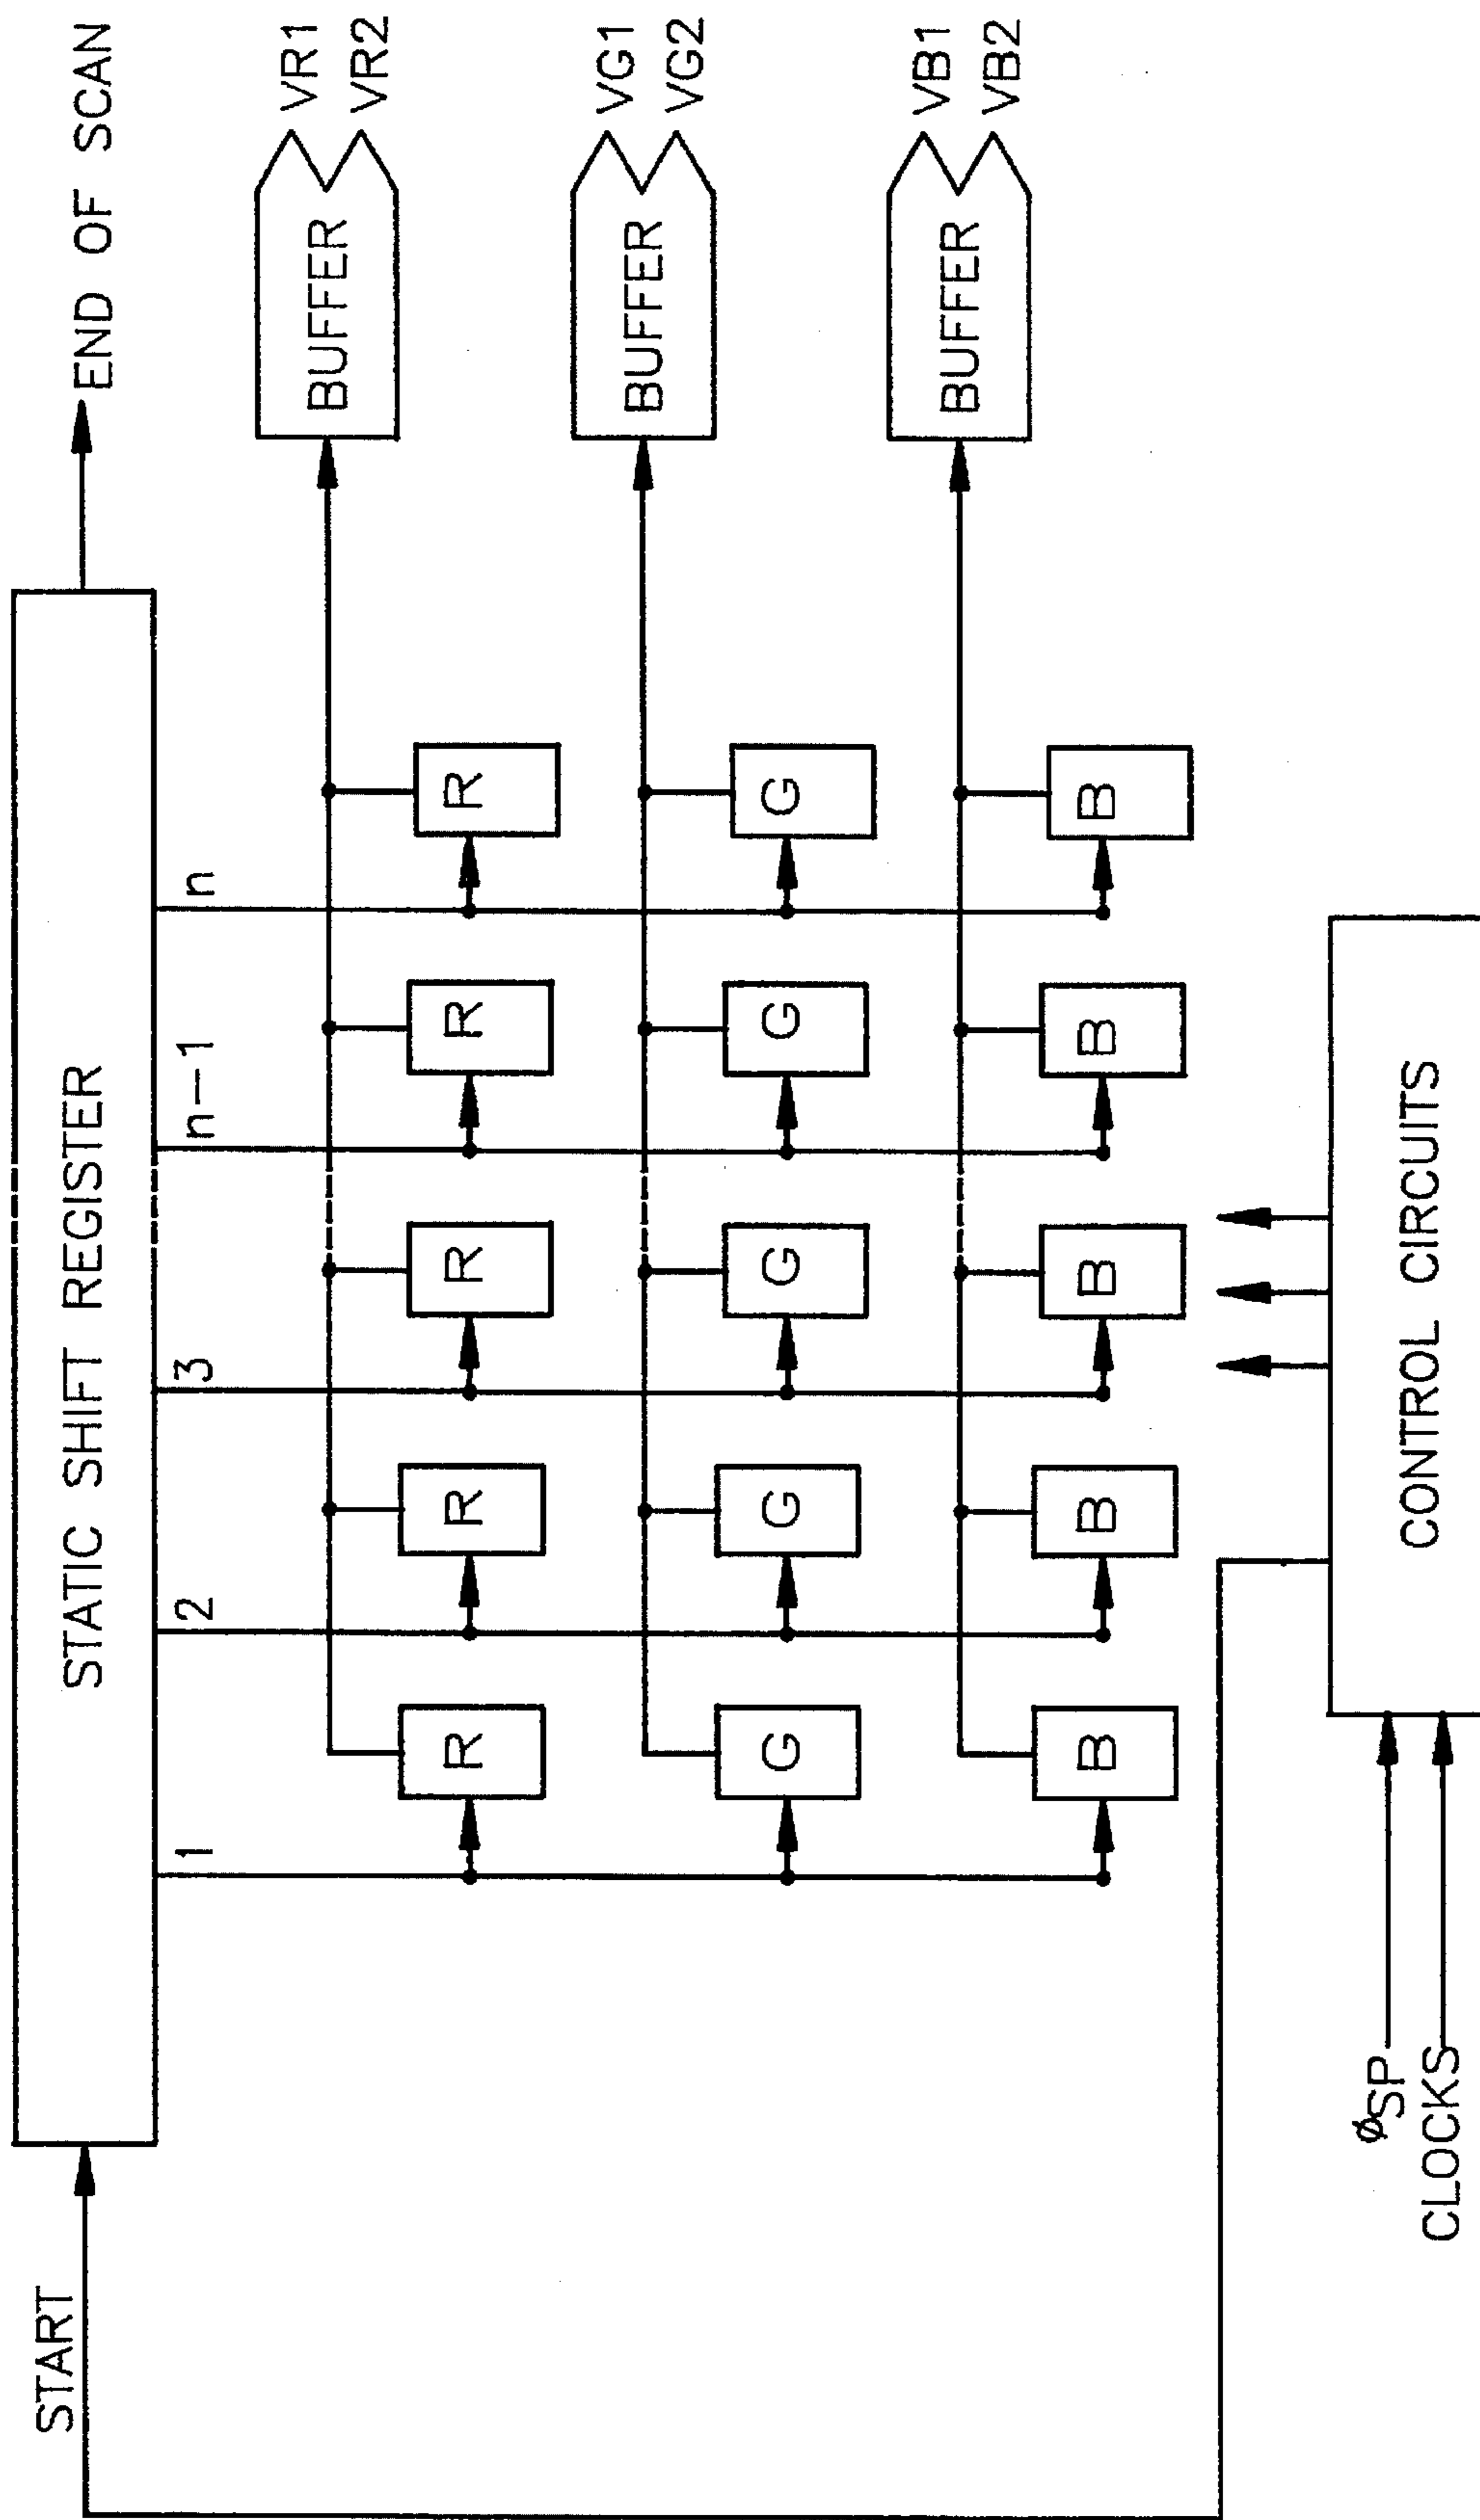 START
STATIC SHIFT REGISTER
END OF SCAN
1
2
3
n–1
n
R R R R R
BUFFER
VR1
VR2
G G G G G
BUFFER
VG1
VG2
B B B B B
BUFFER
VB1
VB2
ΦSP
CLOCKS
CONTROL CIRCUITS